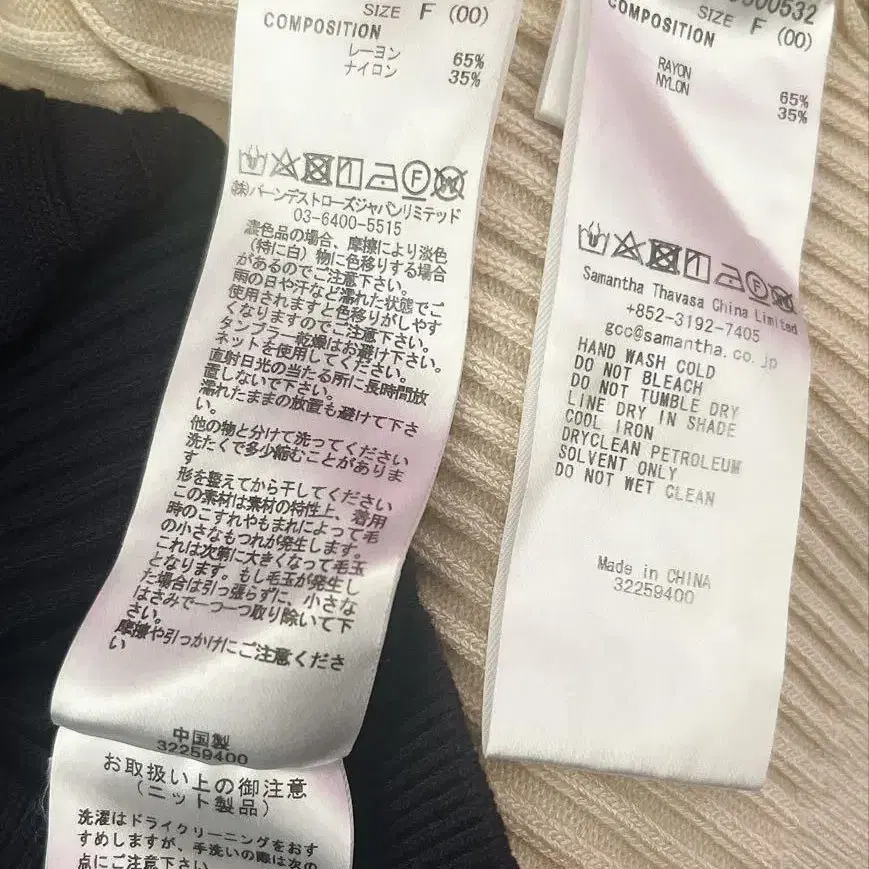 SIZE F (00)
COMPOSITION
レーヨン 65%
ナイロン 35%
㈱バーンデストローズジャパンリミテッド
03-6400-5515
濃色品の場合、摩擦により淡色
（特に白）物に色移りする場合
があるのでご注意下さい。
雨の日や汗など濡れた状態でご
使用されますと色移りがしやす
くなりますのでご注意下さい。
タンブラー乾燥はお避け下さい。
ネットを使用してください。
直射日光の当たる所に長時間放
置しないで下さい。
濡れたままの放置も避けて下さ
い。
他の物と分けて洗ってください
洗たくで多少縮むことがありま
す
形を整えてから干してください
この素材は素材の特性上、着用
時のこすれやもまれによって毛
の小さなもつれが発生します。
これは次第に大きくなって毛玉
となります。もし毛玉が発生し
た場合は引っ張らずに、小さな
はさみで一つ一つ取り除いて下
さい。
摩擦や引っかけにご注意くださ
い
中国製
32259400
お取扱い上の御注意
（ニット製品）
洗濯はドライクリーニングをおす
すめしますが、手洗いの際は次の
点にご注意下さい
SIZE F (00)
COMPOSITION
RAYON 65%
NYLON 35%
Samantha Thavasa China Limited
+852-3192-7405
gcc@samantha.co.jp
HAND WASH COLD
DO NOT BLEACH
DO NOT TUMBLE DRY
LINE DRY IN SHADE
COOL IRON
DRYCLEAN PETROLEUM
SOLVENT ONLY
DO NOT WET CLEAN
Made in CHINA
32259400